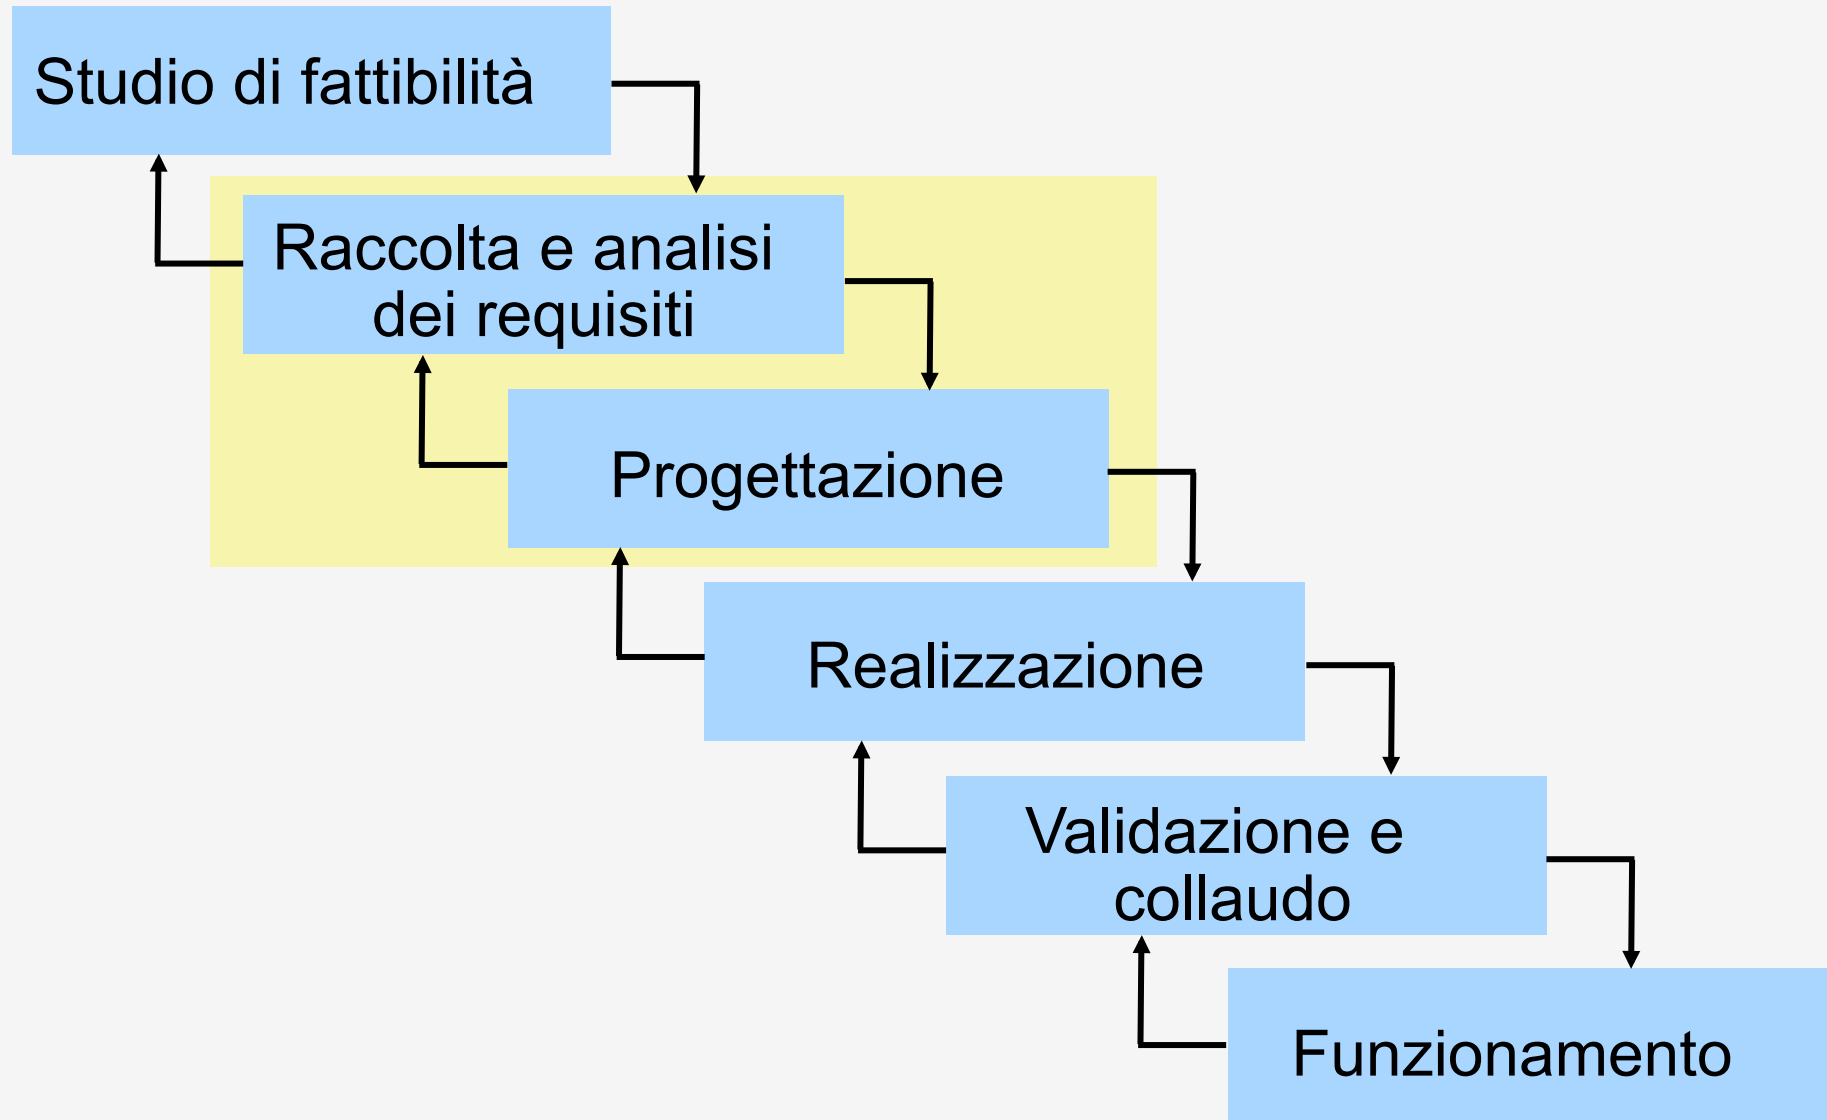 Studio di fattibilità
Raccolta e analisi
dei requisiti
Progettazione
Realizzazione
Validazione e
collaudo
Funzionamento